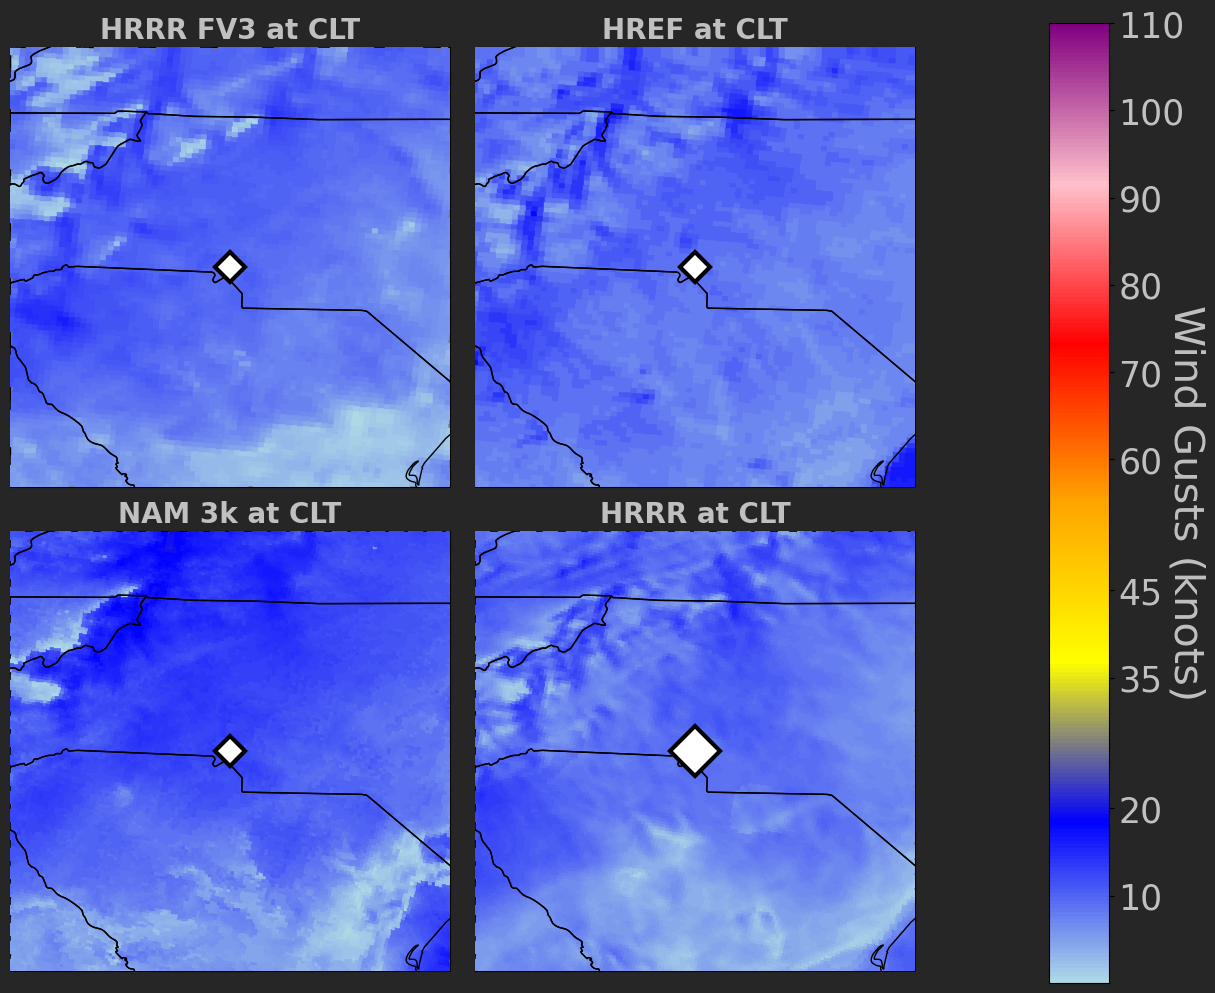 HRRR FV3 at CLT
HREF at CLT
NAM 3k at CLT
HRRR at CLT
110
100
90
80
70
60
45
35
20
10
Wind Gusts (knots)